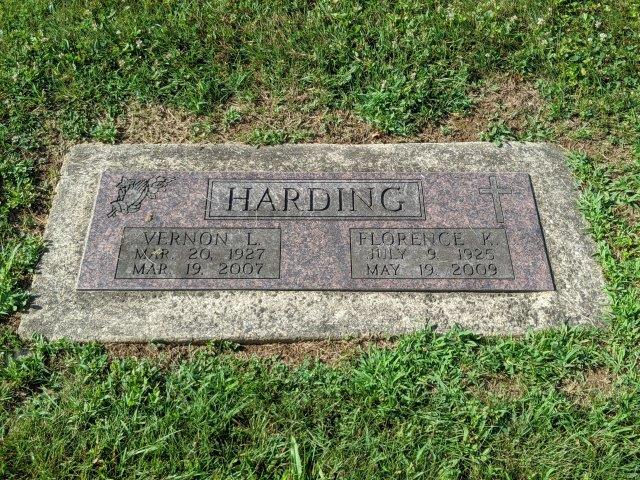 HARDING
VERNON L.
MAR. 20, 1927
MAR. 19, 2007
FLORENCE K.
JULY 9, 1925
MAY 19, 2009